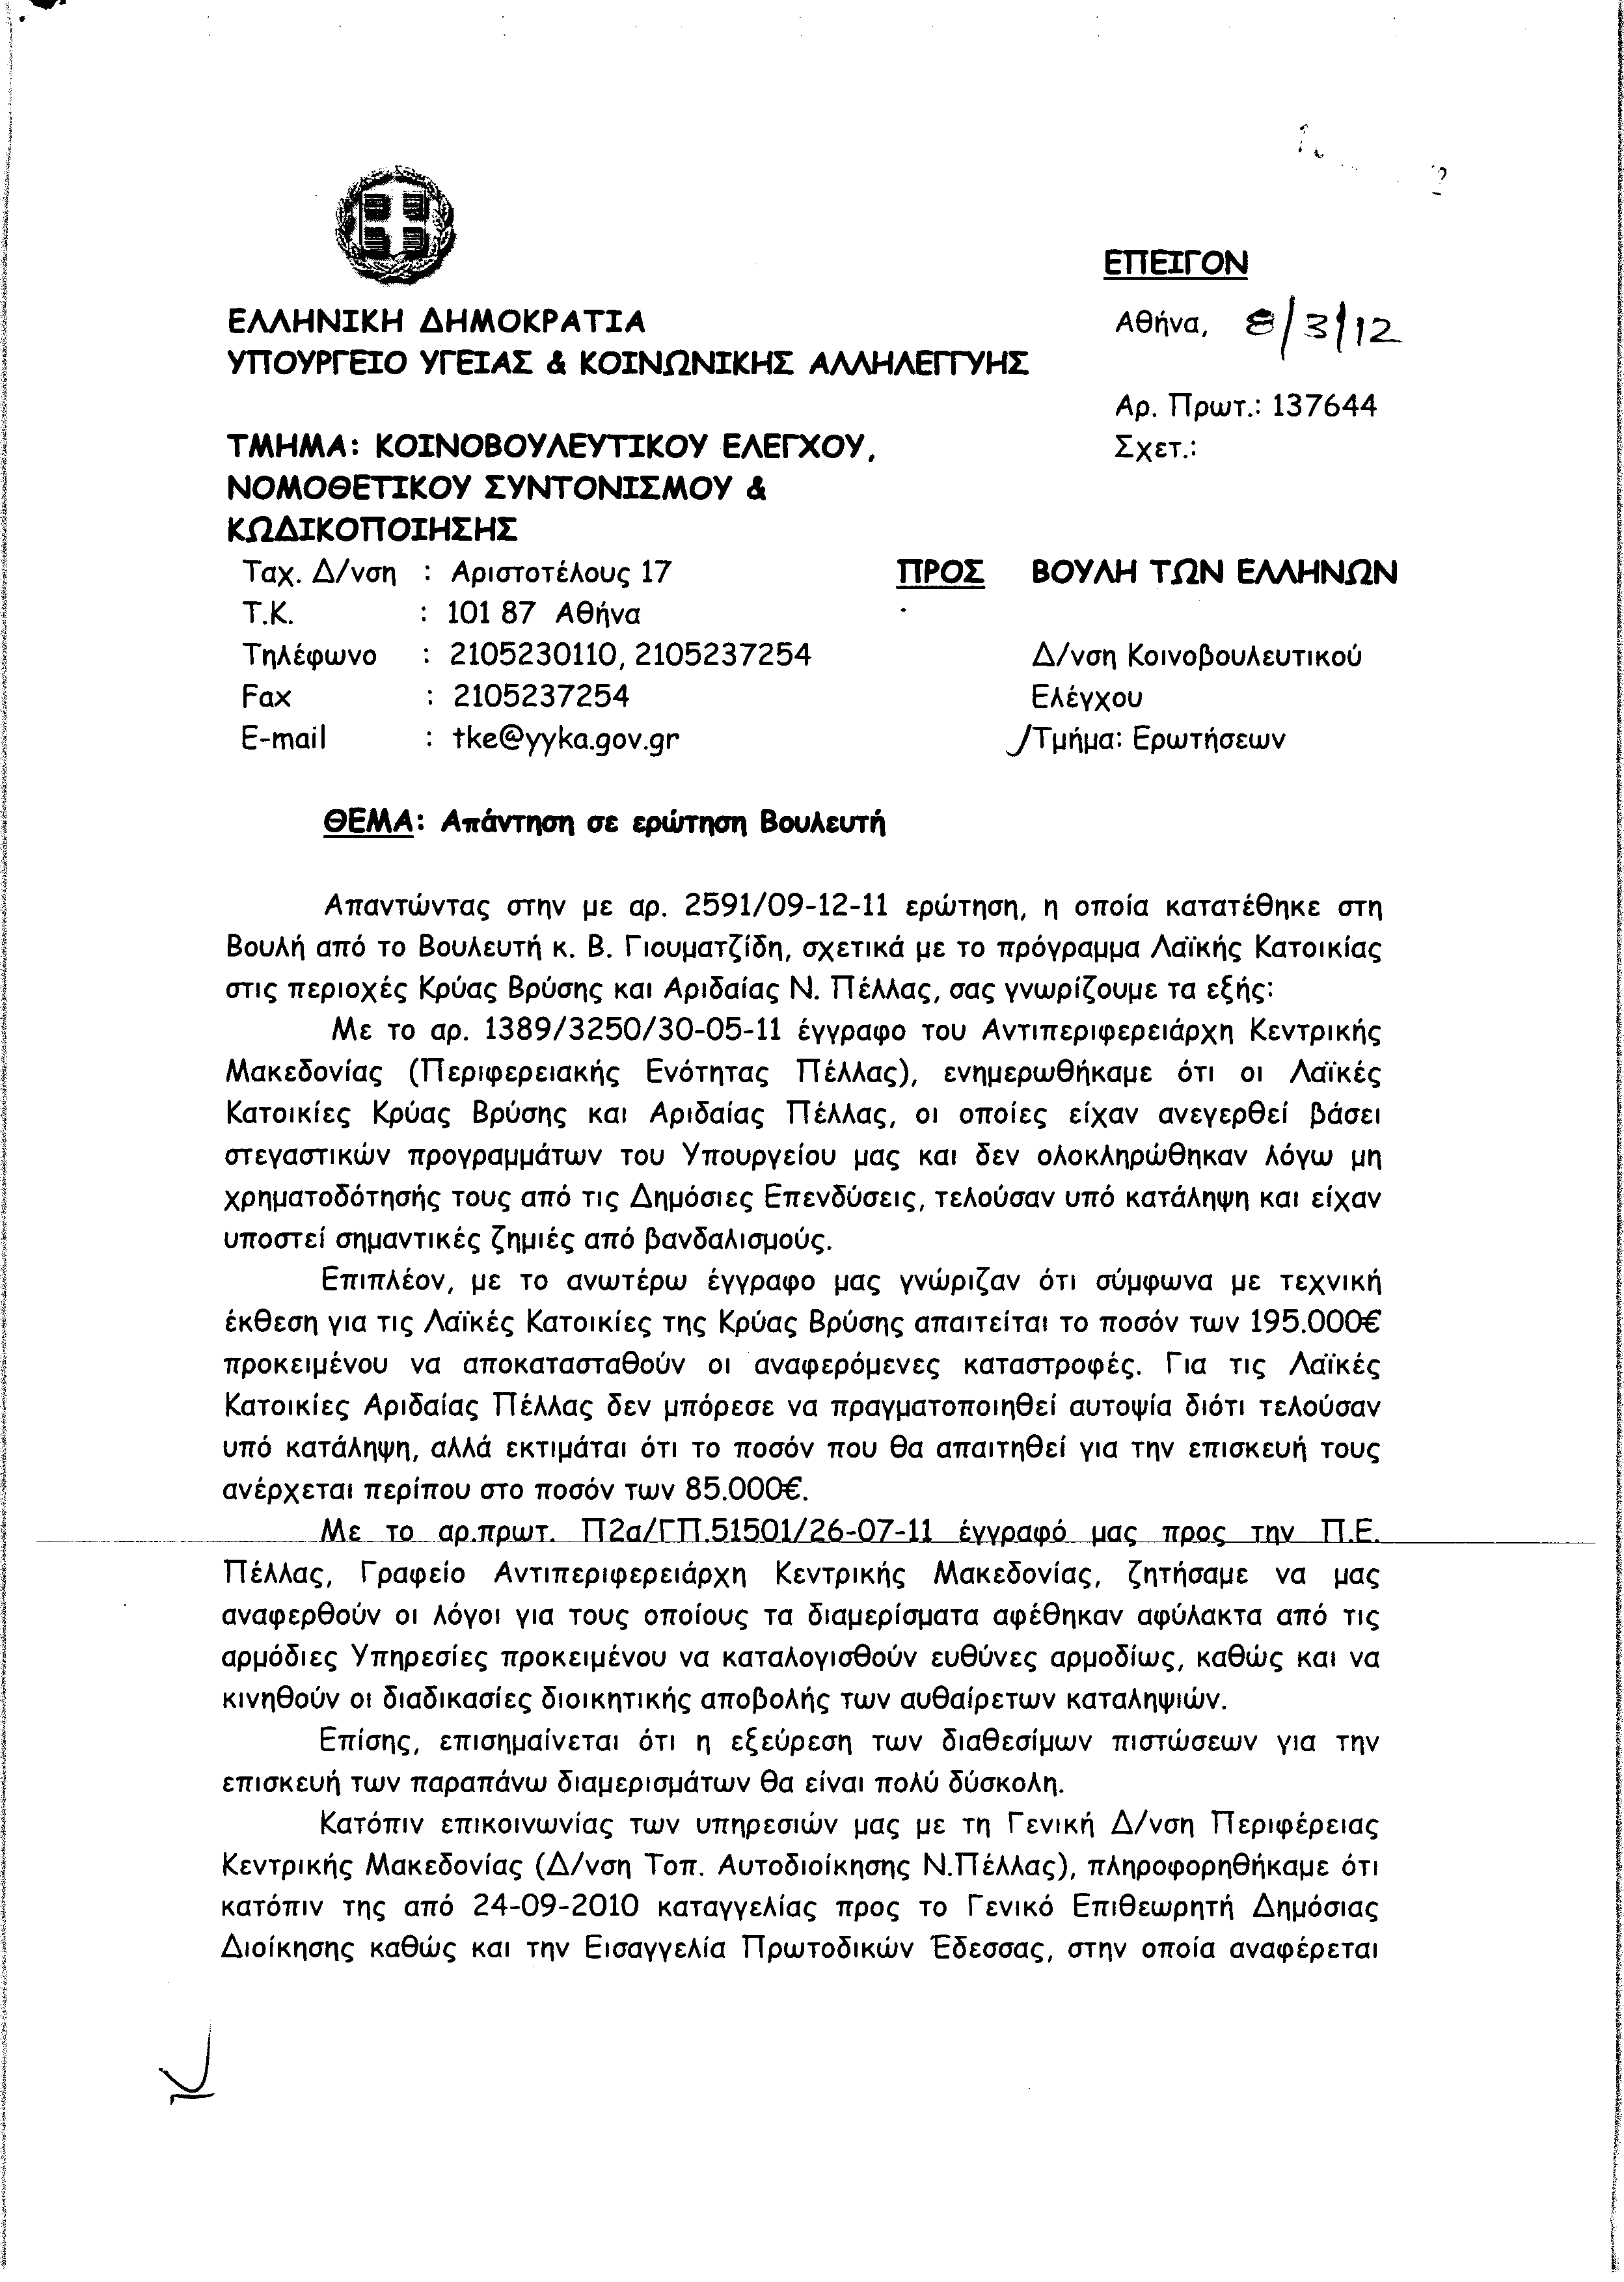 ΕΠΕΙΓΟΝ
ΕΛΛΗΝΙΚΗ ΔΗΜΟΚΡΑΤΙΑ
Αθήνα, 8/3/12
ΥΠΟΥΡΓΕΙΟ ΥΓΕΙΑΣ & ΚΟΙΝΩΝΙΚΗΣ ΑΛΛΗΛΕΓΓΥΗΣ
Αρ. Πρωτ.: 137644
ΤΜΗΜΑ: ΚΟΙΝΟΒΟΥΛΕΥΤΙΚΟΥ ΕΛΕΓΧΟΥ,
Σχετ.:
ΝΟΜΟΘΕΤΙΚΟΥ ΣΥΝΤΟΝΙΣΜΟΥ &
ΚΩΔΙΚΟΠΟΙΗΣΗΣ
Ταχ. Δ/νση : Αριστοτέλους 17
ΠΡΟΣ ΒΟΥΛΗ ΤΩΝ ΕΛΛΗΝΩΝ
Τ.Κ. : 101 87 Αθήνα
Τηλέφωνο : 2105230110, 2105237254
Δ/νση Κοινοβουλευτικού
Fax : 2105237254
Ελέγχου
E-mail : tke@yyka.gov.gr
Τμήμα: Ερωτήσεων
ΘΕΜΑ: Απάντηση σε ερώτηση Βουλευτή
Απαντώντας στην με αρ. 2591/09-12-11 ερώτηση, η οποία κατατέθηκε στη
Βουλή από το Βουλευτή κ. Β. Γιουματζίδη, σχετικά με το πρόγραμμα Λαϊκής Κατοικίας
στις περιοχές Κρύας Βρύσης και Αριδαίας Ν. Πέλλας, σας γνωρίζουμε τα εξής:
Με το αρ. 1389/3250/30-05-11 έγγραφο του Αντιπεριφερειάρχη Κεντρικής
Μακεδονίας (Περιφερειακής Ενότητας Πέλλας), ενημερωθήκαμε ότι οι Λαϊκές
Κατοικίες Κρύας Βρύσης και Αριδαίας Πέλλας, οι οποίες είχαν ανεγερθεί βάσει
στεγαστικών προγραμμάτων του Υπουργείου μας και δεν ολοκληρώθηκαν λόγω μη
χρηματοδότησής τους από τις Δημόσιες Επενδύσεις, τελούσαν υπό κατάληψη και είχαν
υποστεί σημαντικές ζημιές από βανδαλισμούς.
Επιπλέον, με το ανωτέρω έγγραφο μας γνώριζαν ότι σύμφωνα με τεχνική
έκθεση για τις Λαϊκές Κατοικίες της Κρύας Βρύσης απαιτείται το ποσόν των 195.000€
προκειμένου να αποκατασταθούν οι αναφερόμενες καταστροφές. Για τις Λαϊκές
Κατοικίες Αριδαίας Πέλλας δεν μπόρεσε να πραγματοποιηθεί αυτοψία διότι τελούσαν
υπό κατάληψη, αλλά εκτιμάται ότι το ποσόν που θα απαιτηθεί για την επισκευή τους
ανέρχεται περίπου στο ποσόν των 85.000€.
Με το αρ.πρωτ. Π2α/ΓΠ.51501/26-07-11 έγγραφό μας προς την Π.Ε.
Πέλλας, Γραφείο Αντιπεριφερειάρχη Κεντρικής Μακεδονίας, ζητήσαμε να μας
αναφερθούν οι λόγοι για τους οποίους τα διαμερίσματα αφέθηκαν αφύλακτα από τις
αρμόδιες Υπηρεσίες προκειμένου να καταλογισθούν ευθύνες αρμοδίως, καθώς και να
κινηθούν οι διαδικασίες διοικητικής αποβολής των αυθαίρετων καταληψιών.
Επίσης, επισημαίνεται ότι η εξεύρεση των διαθεσίμων πιστώσεων για την
επισκευή των παραπάνω διαμερισμάτων θα είναι πολύ δύσκολη.
Κατόπιν επικοινωνίας των υπηρεσιών μας με τη Γενική Δ/νση Περιφέρειας
Κεντρικής Μακεδονίας (Δ/νση Τοπ. Αυτοδιοίκησης Ν.Πέλλας), πληροφορηθήκαμε ότι
κατόπιν της από 24-09-2010 καταγγελίας προς το Γενικό Επιθεωρητή Δημόσιας
Διοίκησης καθώς και την Εισαγγελία Πρωτοδικών Έδεσσας, στην οποία αναφέρεται